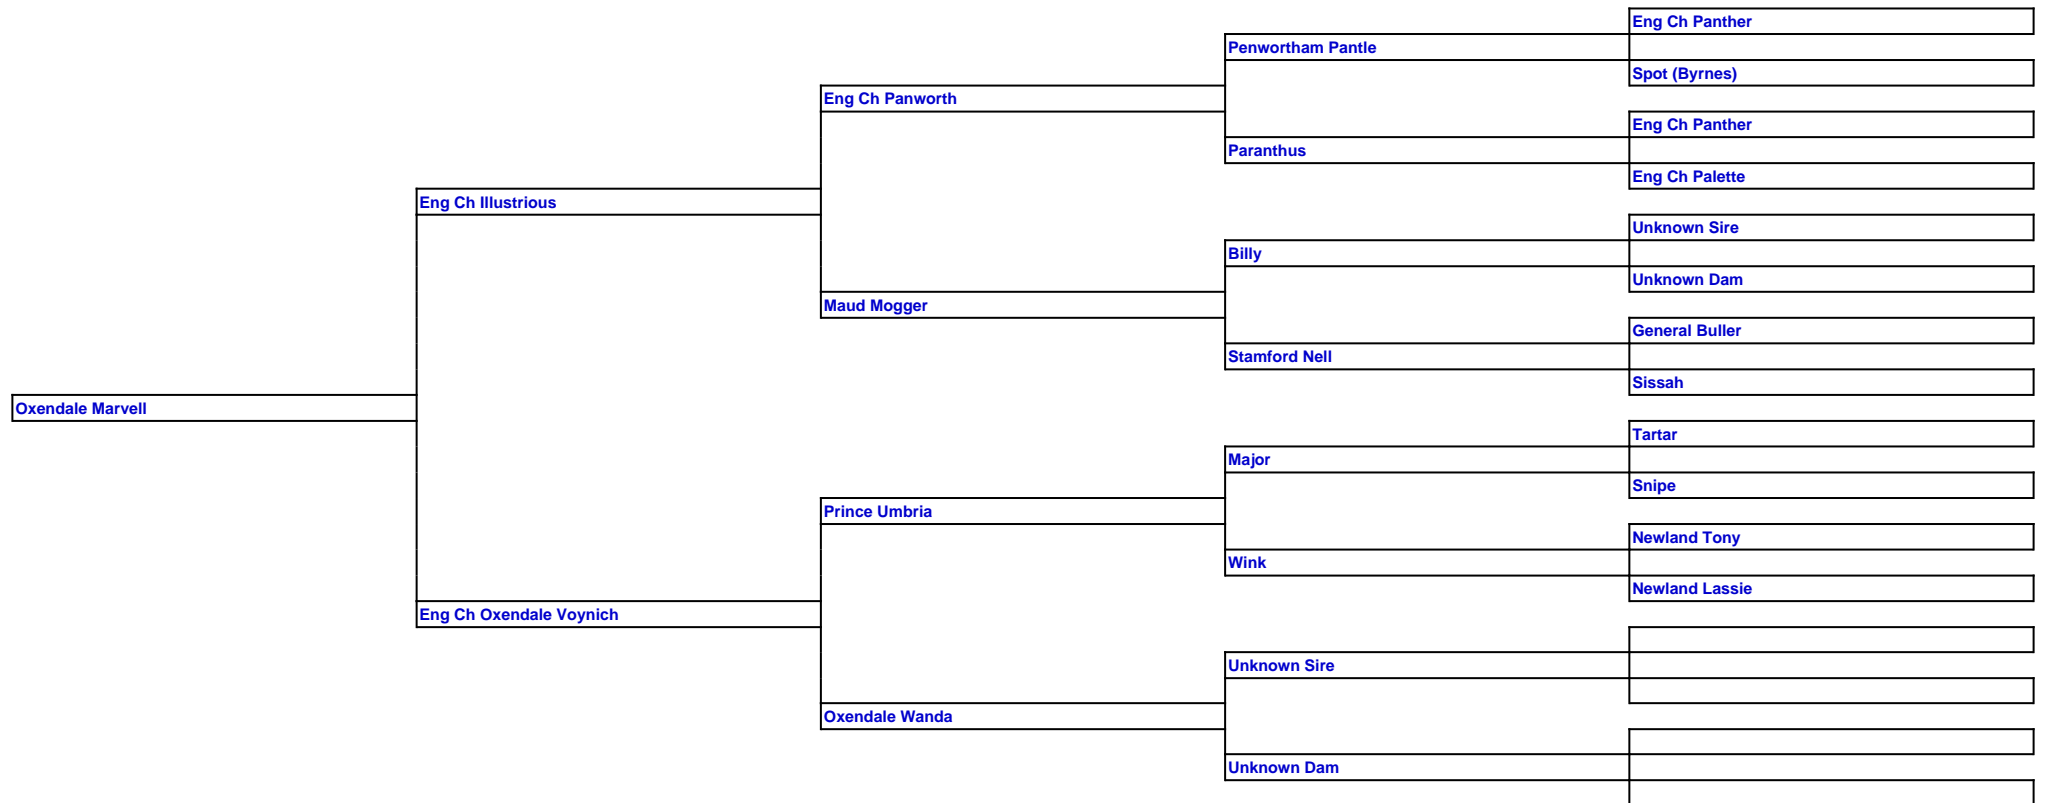 Eng Ch Panther
Penwortham Pantle
Spot (Byrnes)
Eng Ch Panworth
Eng Ch Panther
Paranthus
Eng Ch Palette
Eng Ch Illustrious
Unknown Sire
Billy
Unknown Dam
Maud Mogger
General Buller
Stamford Nell
Sissah
Oxendale Marvell
Tartar
Major
Snipe
Prince Umbria
Newland Tony
Wink
Newland Lassie
Eng Ch Oxendale Voynich
Unknown Sire
Oxendale Wanda
Unknown Dam